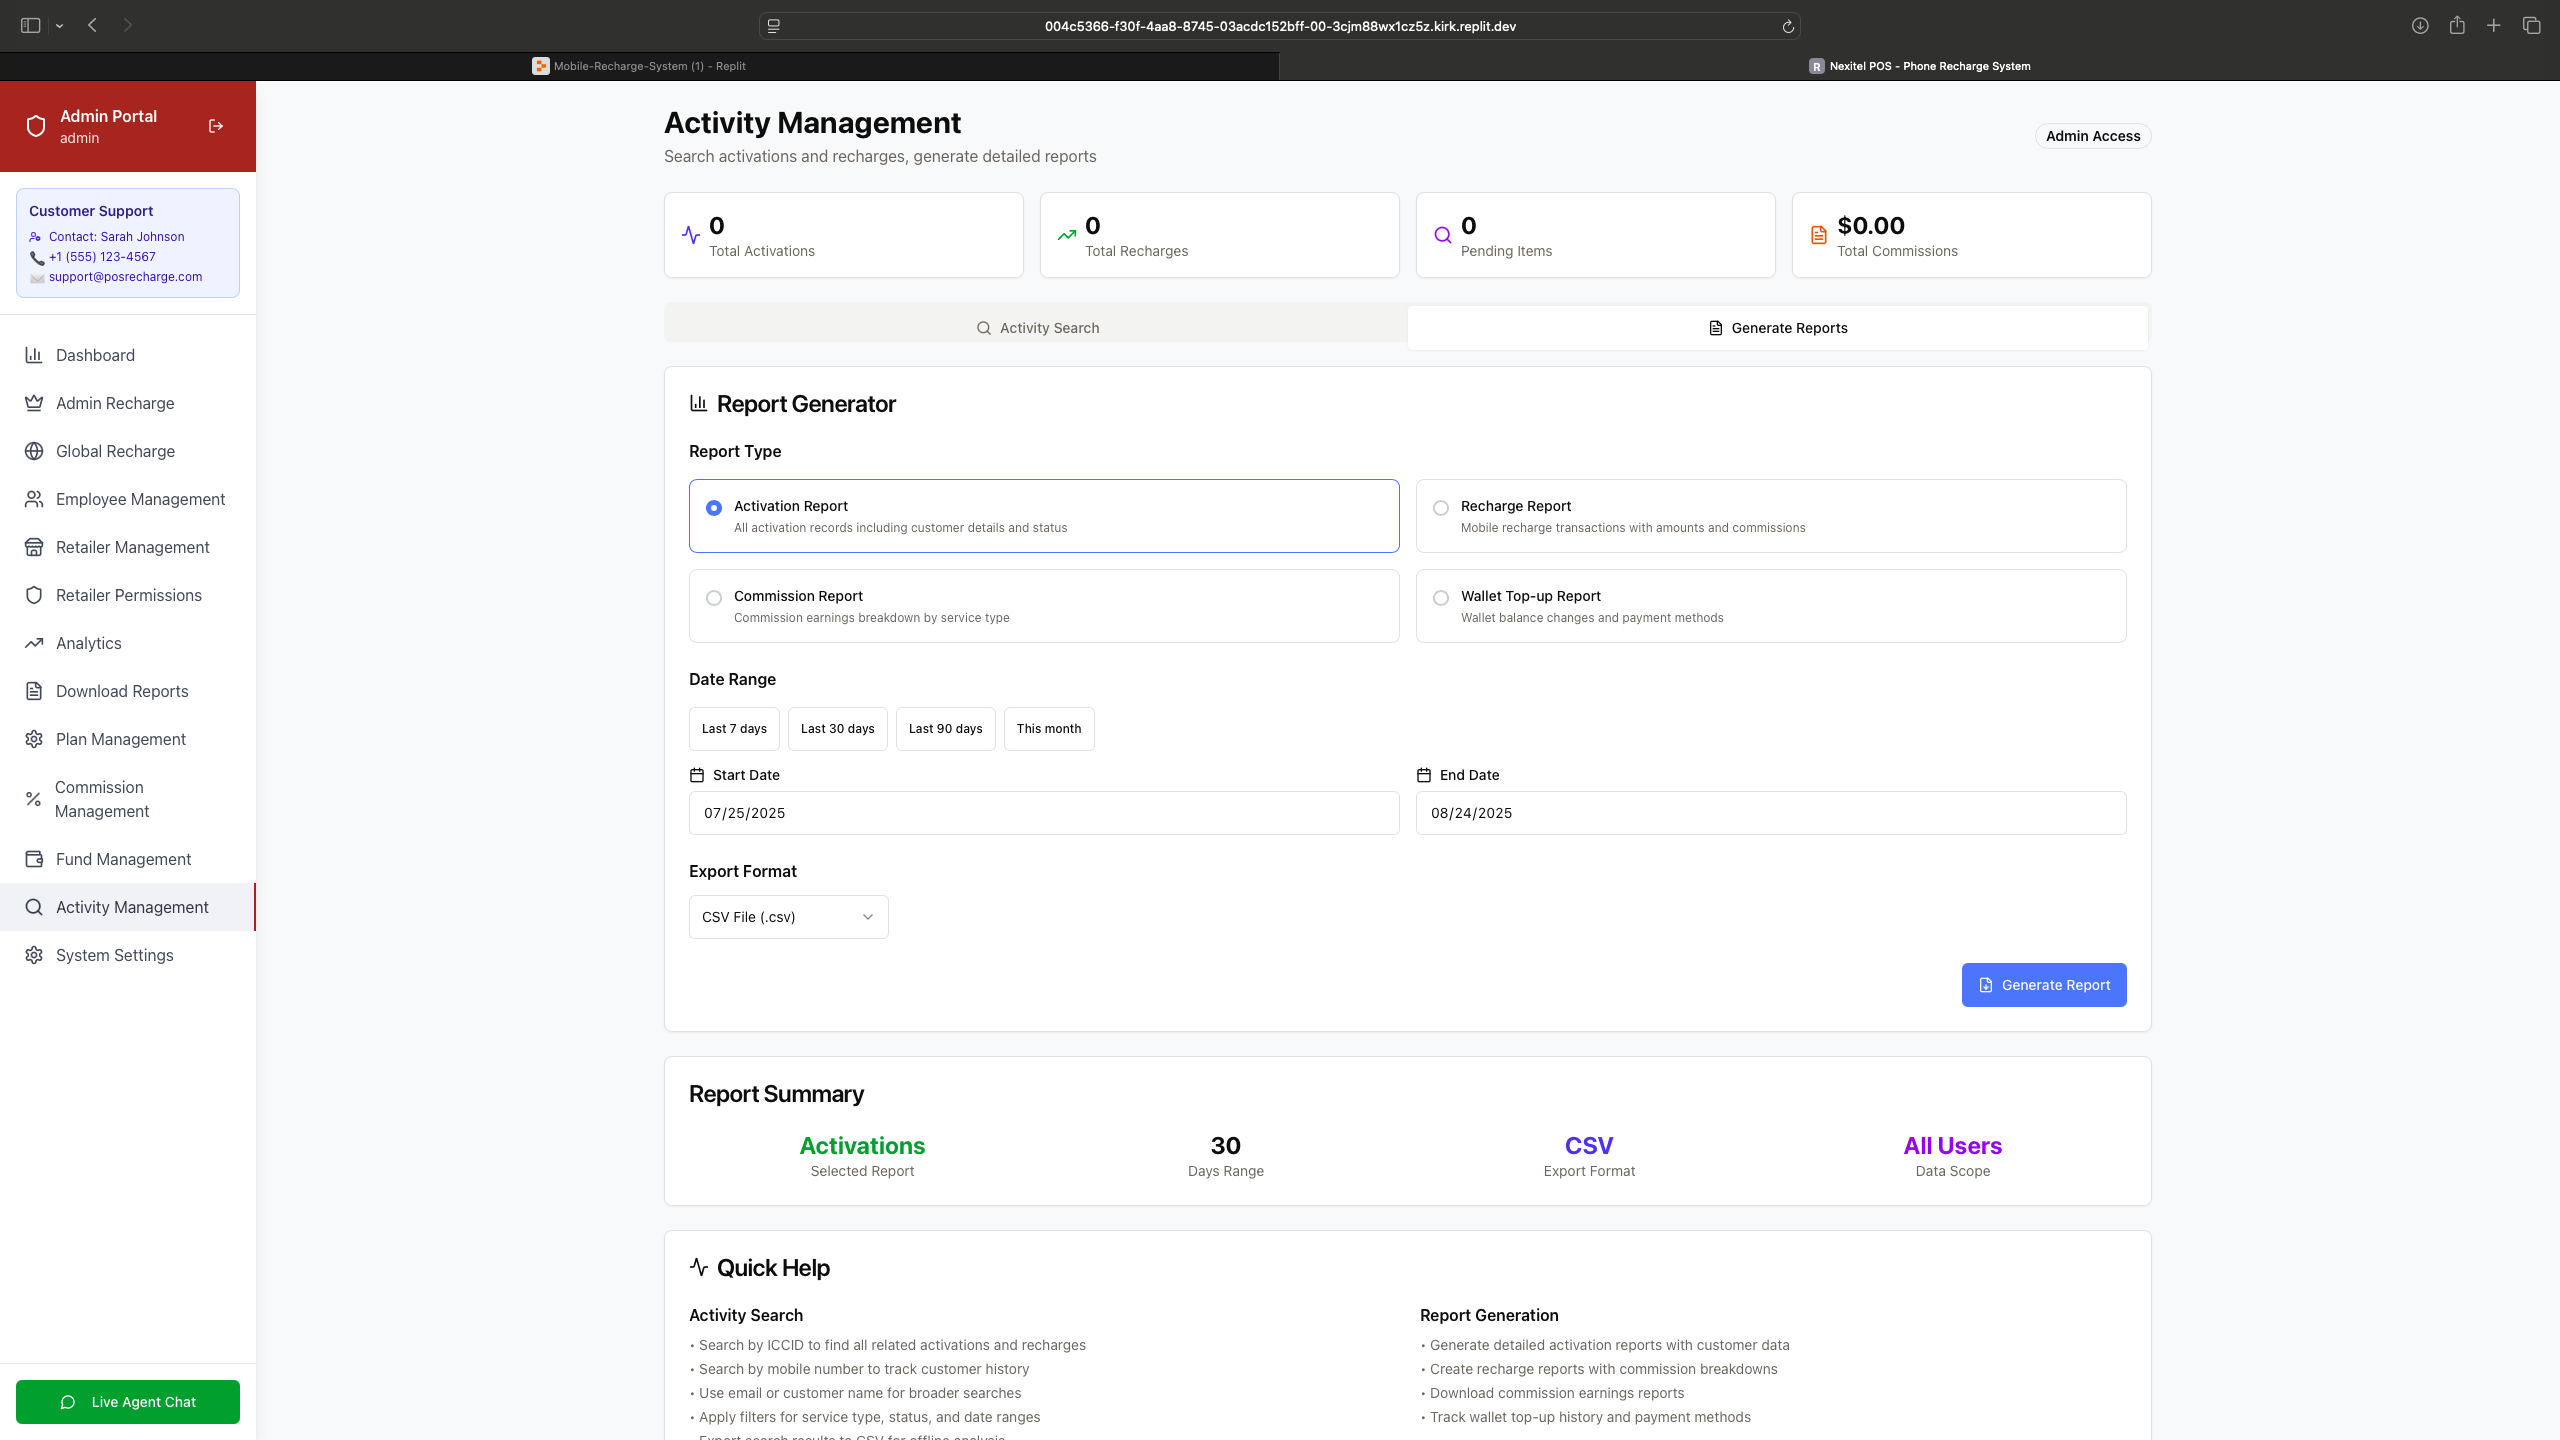 004c5366-f30f-4aa8-8745-03acdc152bff-00-3cjm88wx1cz5z.kirk.replit.dev
Mobile-Recharge-System (1) - Replit
R Nexitel POS - Phone Recharge System
Admin Portal
admin
Customer Support
Contact: Sarah Johnson
+1 (555) 123-4567
support@posrecharge.com
Dashboard
Admin Recharge
Global Recharge
Employee Management
Retailer Management
Retailer Permissions
Analytics
Download Reports
Plan Management
Commission
Management
Fund Management
Activity Management
System Settings
Live Agent Chat
Activity Management
Search activations and recharges, generate detailed reports
Admin Access
0
Total Activations
0
Total Recharges
0
Pending Items
$0.00
Total Commissions
Activity Search
Generate Reports
Report Generator
Report Type
Activation Report
All activation records including customer details and status
Recharge Report
Mobile recharge transactions with amounts and commissions
Commission Report
Commission earnings breakdown by service type
Wallet Top-up Report
Wallet balance changes and payment methods
Date Range
Last 7 days
Last 30 days
Last 90 days
This month
Start Date
07/25/2025
End Date
08/24/2025
Export Format
CSV File (.csv)
Generate Report
Report Summary
Activations
Selected Report
30
Days Range
CSV
Export Format
All Users
Data Scope
Quick Help
Activity Search
• Search by ICCID to find all related activations and recharges
• Search by mobile number to track customer history
• Use email or customer name for broader searches
• Apply filters for service type, status, and date ranges
Export search results to CSV for offline analysis
Report Generation
• Generate detailed activation reports with customer data
• Create recharge reports with commission breakdowns
• Download commission earnings reports
• Track wallet top-up history and payment methods